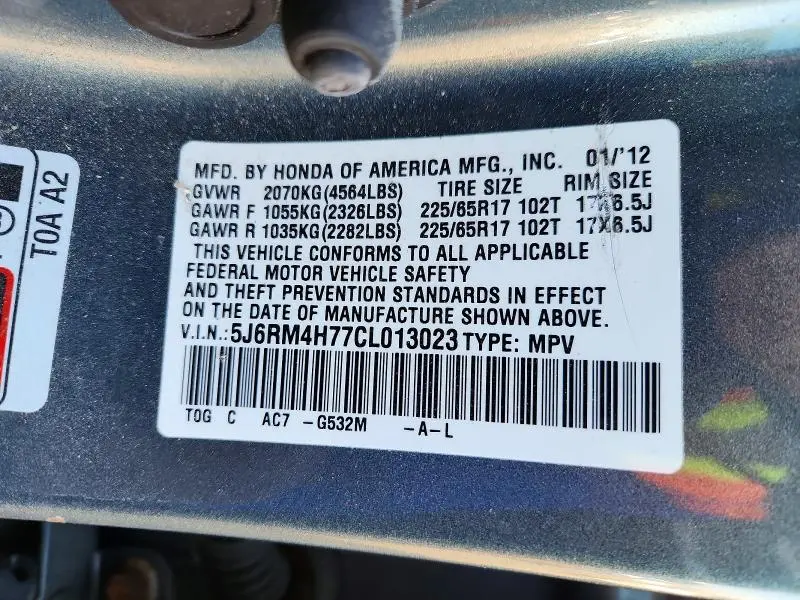 MFD. BY HONDA OF AMERICA MFG., INC. 01/'12
GVWR 2070KG(4564LBS) TIRE SIZE RIM SIZE
GAWR F 1055KG(2326LBS) 225/65R17 102T 17X6.5J
GAWR R 1035KG(2282LBS) 225/65R17 102T 17X6.5J
THIS VEHICLE CONFORMS TO ALL APPLICABLE
FEDERAL MOTOR VEHICLE SAFETY
AND THEFT PREVENTION STANDARDS IN EFFECT
ON THE DATE OF MANUFACTURE SHOWN ABOVE.
V.I.N.:5J6RM4H77CL013023 TYPE: MPV
TOG C AC7 -G532M -A-L
TOA A2